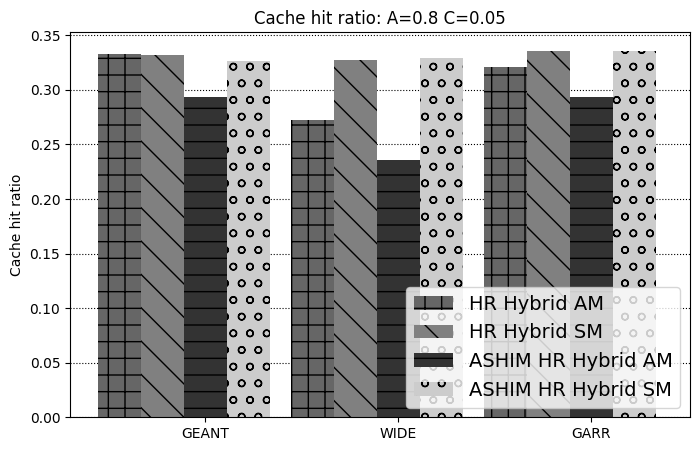 Cache hit ratio: A=0.8 C=0.05
Cache hit ratio
0.35
0.30
0.25
0.20
0.15
0.10
0.05
0.00
GEANT
WIDE
GARR
HR Hybrid AM
HR Hybrid SM
ASHIM HR Hybrid AM
ASHIM HR Hybrid SM